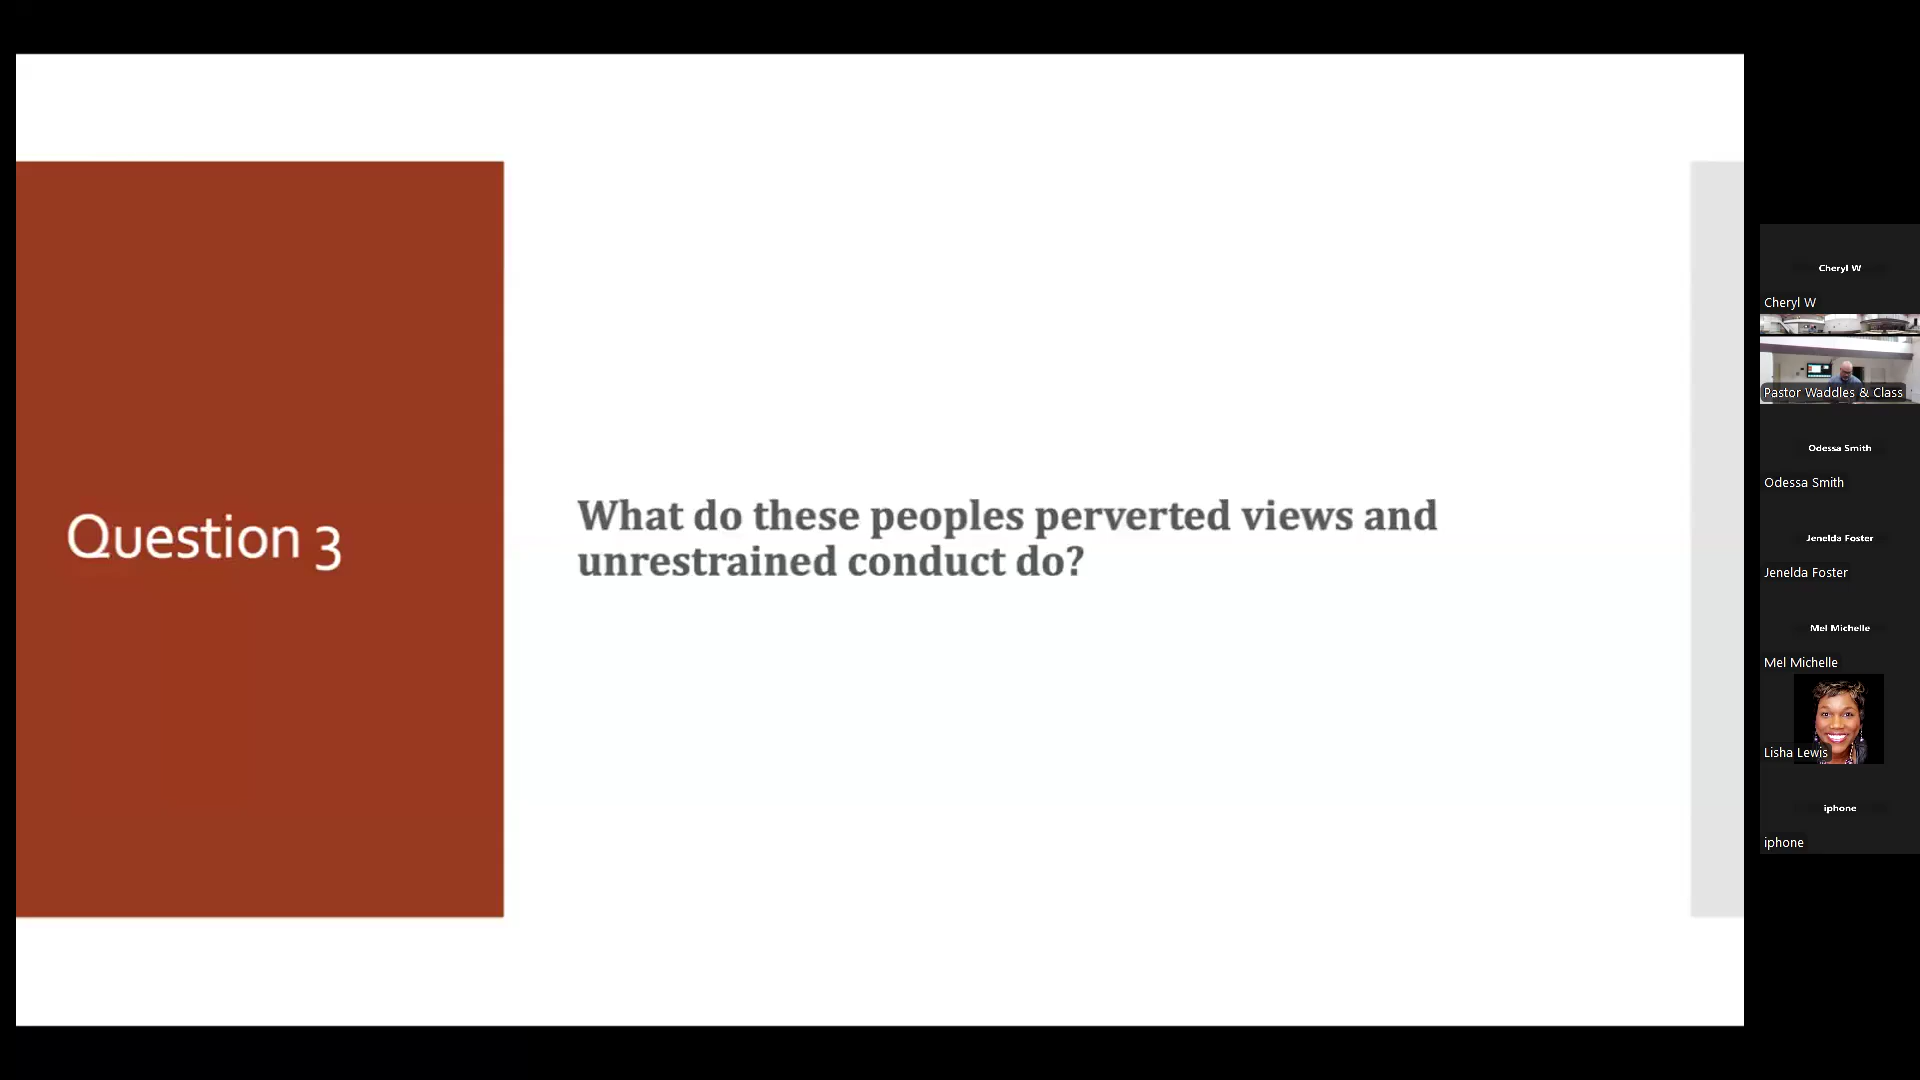 Question 3
What do these peoples perverted views and
unrestrained conduct do?
Cheryl W
Cheryl W
Pastor Waddles & Class
Odessa Smith
Odessa Smith
Jenelda Foster
Jenelda Foster
Mel Michelle
Mel Michelle
Lisha Lewis
iphone
iphone